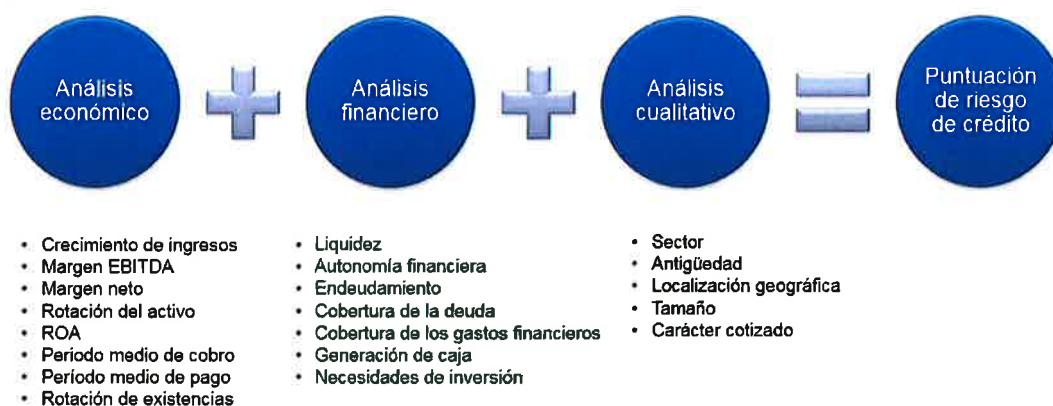 Análisis
económico
Análisis
financiero
Análisis
cualitativo
Puntuación
de riesgo
de crédito
• Crecimiento de ingresos
• Margen EBITDA
• Margen neto
• Rotación del activo
• ROA
• Periodo medio de cobro
• Período medio de pago
• Rotación de existencias
• Liquidez
• Autonomía financiera
• Endeudamiento
• Cobertura de la deuda
• Cobertura de los gastos financieros
• Generación de caja
• Necesidades de inversión
• Sector
• Antigüedad
• Localización geográfica
• Tamaño
• Carácter cotizado